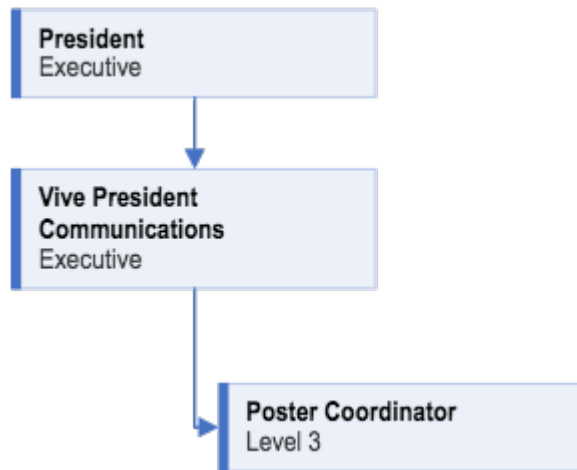 President
Executive
Vive President
Communications
Executive
Poster Coordinator
Level 3